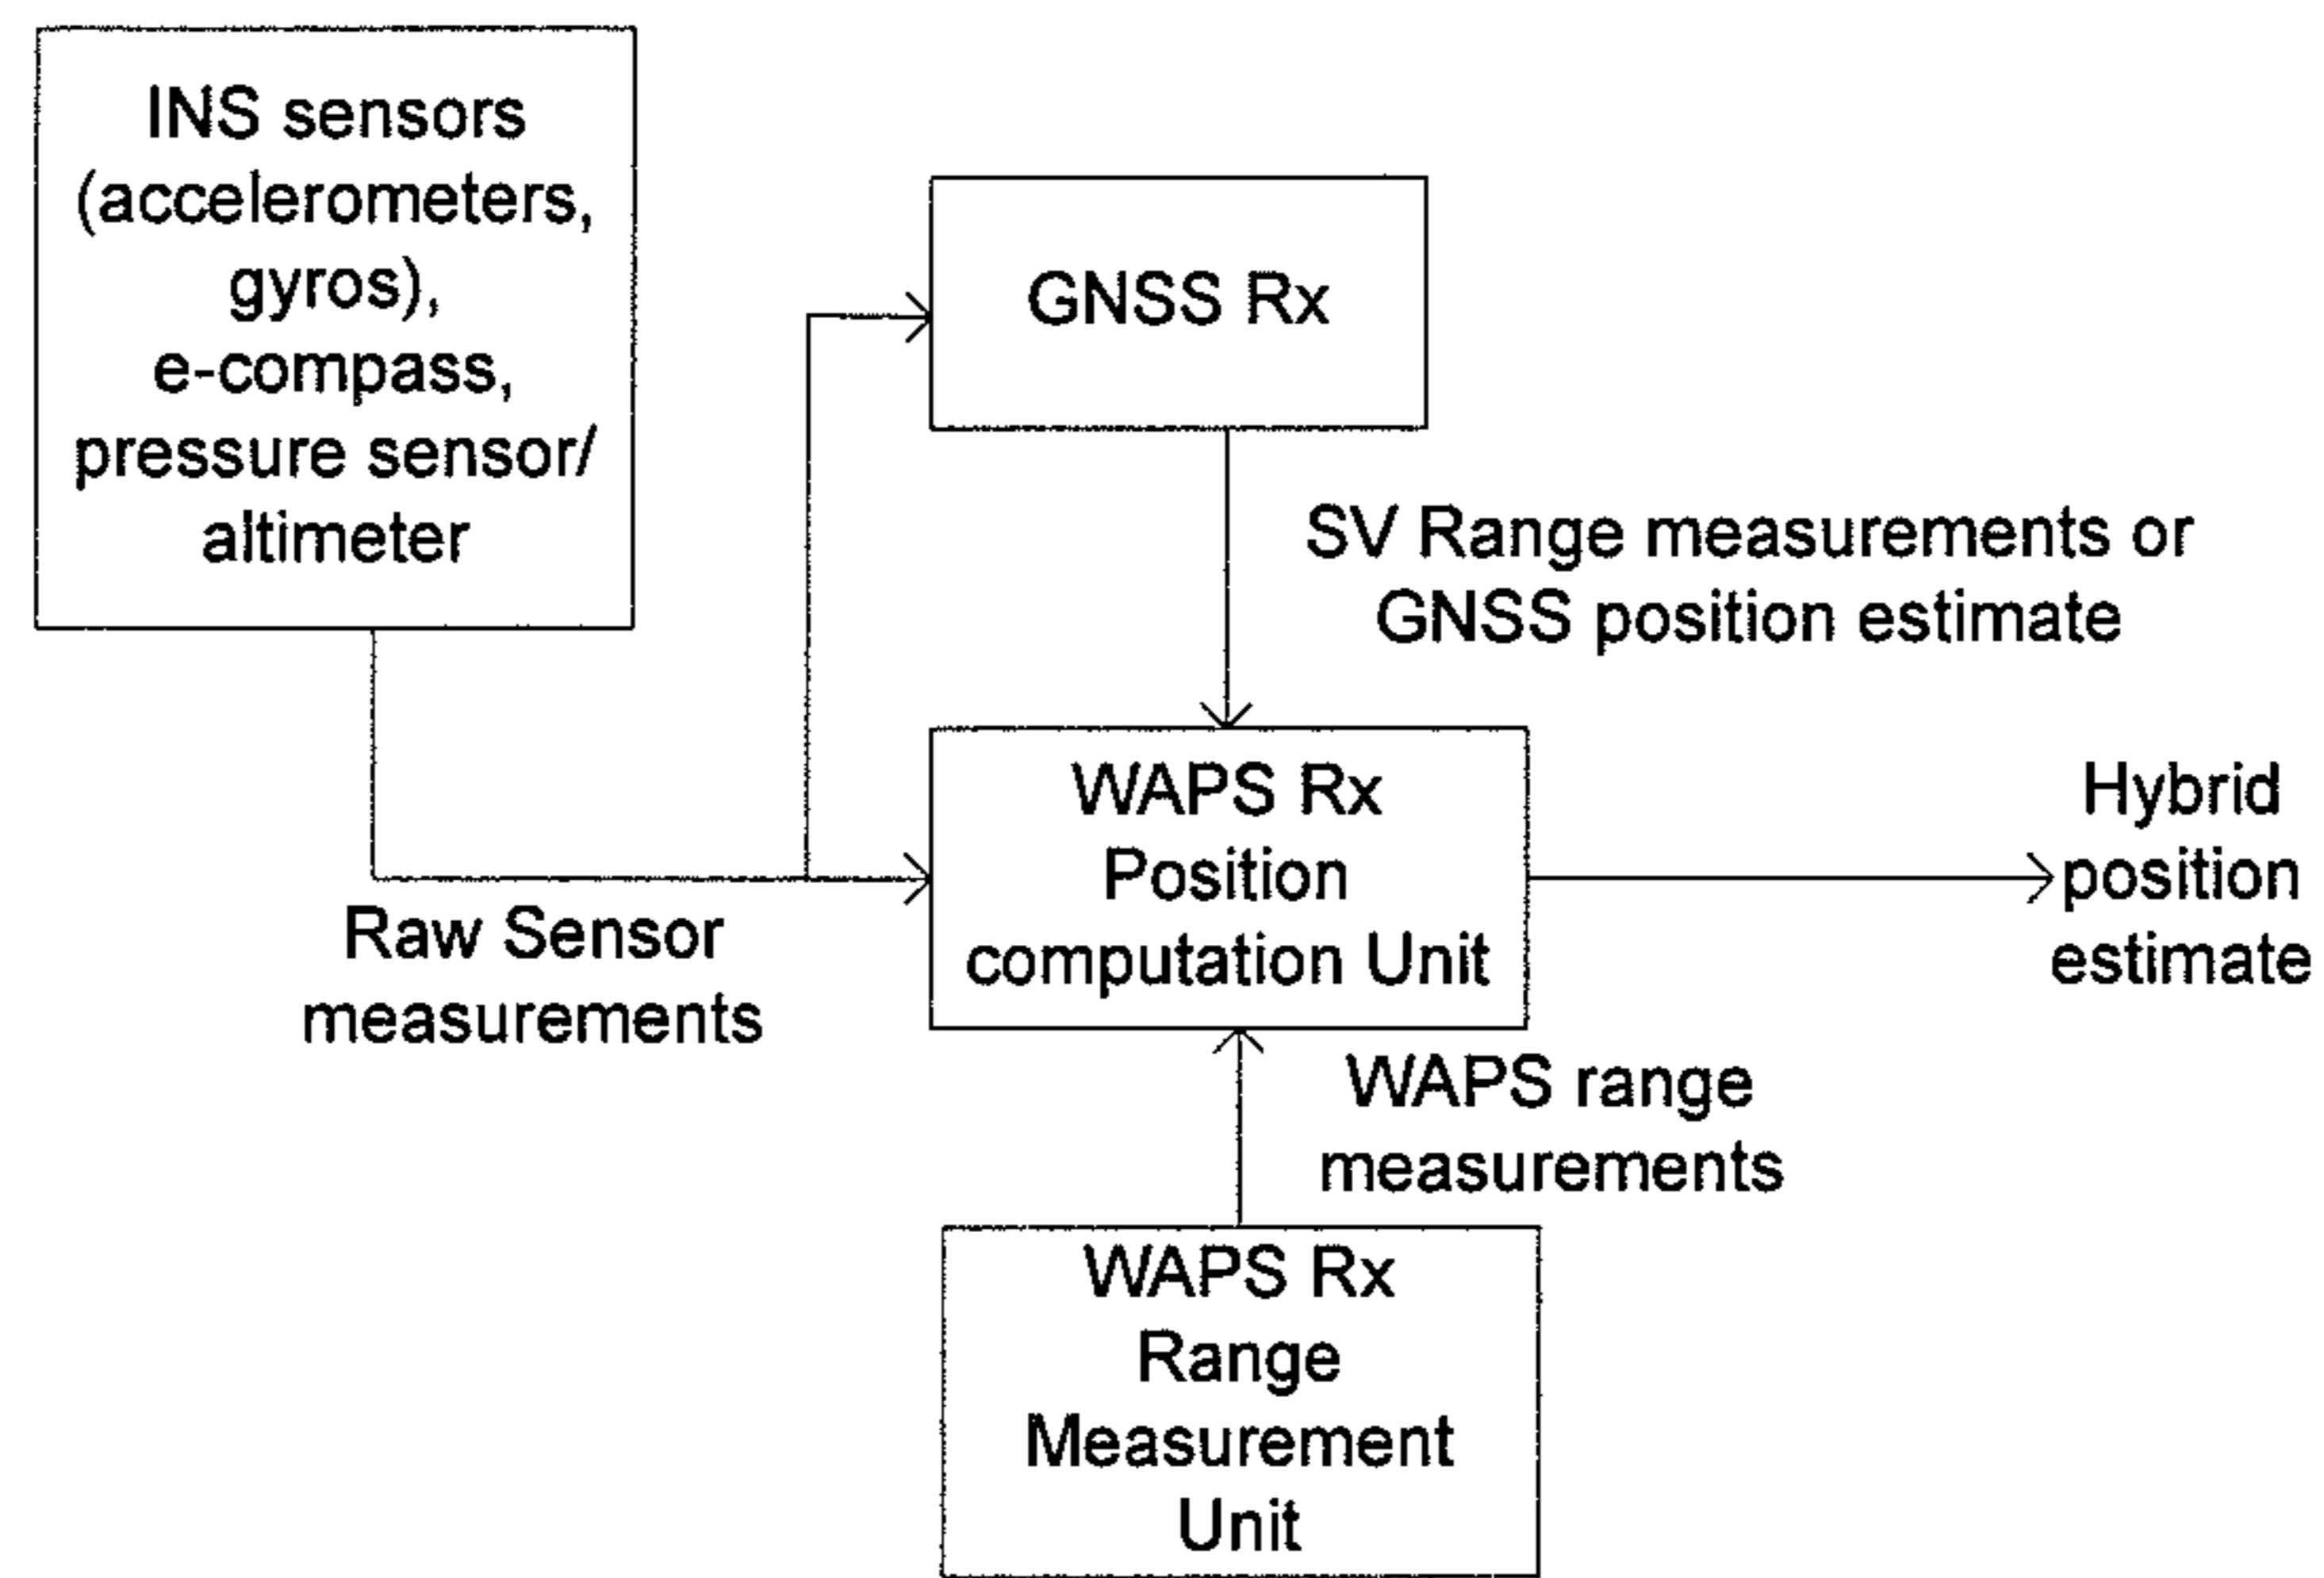 INS sensors
(accelerometers,
gyros),
e-compass,
pressure sensor/
altimeter
GNSS Rx
SV Range measurements or
GNSS position estimate
Raw Sensor
measurements
WAPS Rx
Position
computation Unit
Hybrid
position
estimate
WAPS range
measurements
WAPS Rx
Range
Measurement
Unit